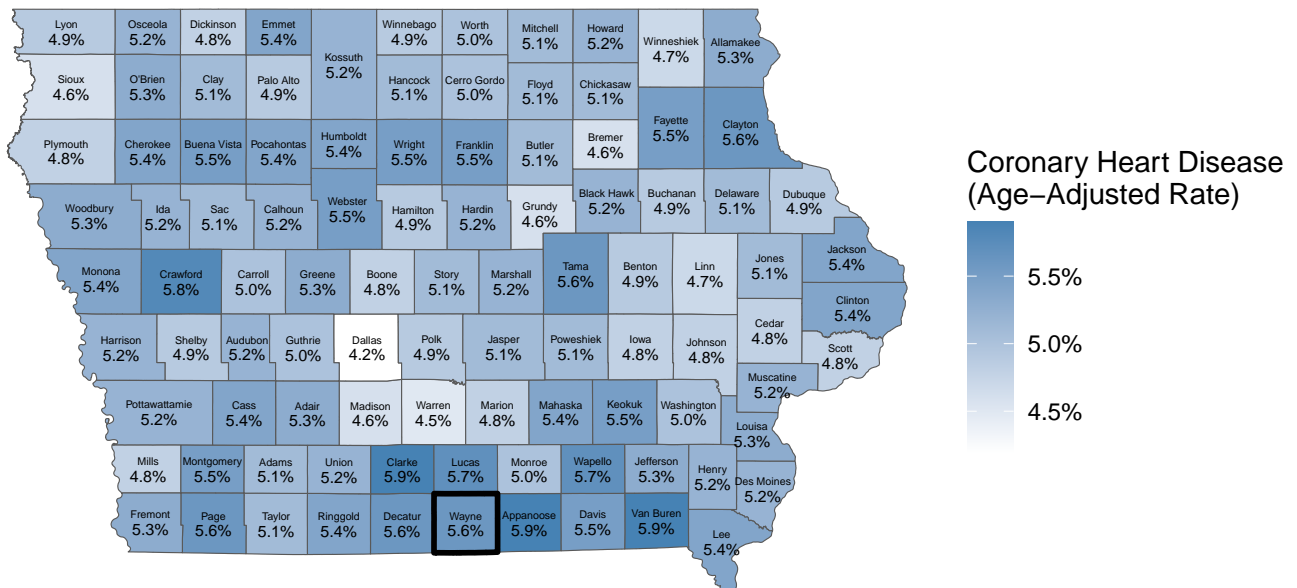 Lyon
4.9%
Osceola
5.2%
Dickinson
4.8%
Emmet
5.4%
Kossuth
5.2%
Winnebago
4.9%
Worth
5.0%
Mitchell
5.1%
Howard
5.2%
Winneshiek
4.7%
Allamakee
5.3%
Sioux
4.6%
O'Brien
5.3%
Clay
5.1%
Palo Alto
4.9%
Hancock
5.1%
Cerro Gordo
5.0%
Floyd
5.1%
Chickasaw
5.1%
Plymouth
4.8%
Cherokee
5.4%
Buena Vista
5.5%
Pocahontas
5.4%
Humboldt
5.4%
Wright
5.5%
Franklin
5.5%
Butler
5.1%
Bremer
4.6%
Fayette
5.5%
Clayton
5.6%
Woodbury
5.3%
Ida
5.2%
Sac
5.1%
Calhoun
5.2%
Webster
5.5%
Hamilton
4.9%
Hardin
5.2%
Grundy
4.6%
Black Hawk
5.2%
Buchanan
4.9%
Delaware
5.1%
Dubuque
4.9%
Monona
5.4%
Crawford
5.8%
Carroll
5.0%
Greene
5.3%
Boone
4.8%
Story
5.1%
Marshall
5.2%
Tama
5.6%
Benton
4.9%
Linn
4.7%
Jones
5.1%
Jackson
5.4%
Clinton
5.4%
Harrison
5.2%
Shelby
4.9%
Audubon
5.2%
Guthrie
5.0%
Dallas
4.2%
Polk
4.9%
Jasper
5.1%
Poweshiek
5.1%
Iowa
4.8%
Johnson
4.8%
Cedar
4.8%
Scott
4.8%
Muscatine
5.2%
Pottawattamie
5.2%
Cass
5.4%
Adair
5.3%
Madison
4.6%
Warren
4.5%
Marion
4.8%
Mahaska
5.4%
Keokuk
5.5%
Washington
5.0%
Louisa
5.3%
Mills
4.8%
Montgomery
5.5%
Adams
5.1%
Union
5.2%
Clarke
5.9%
Lucas
5.7%
Monroe
5.0%
Wapello
5.7%
Jefferson
5.3%
Henry
5.2%
Des Moines
5.2%
Fremont
5.3%
Page
5.6%
Taylor
5.1%
Ringgold
5.4%
Decatur
5.6%
Wayne
5.6%
Appanoose
5.9%
Davis
5.5%
Van Buren
5.9%
Lee
5.4%
Coronary Heart Disease
(Age−Adjusted Rate)
5.5%
5.0%
4.5%